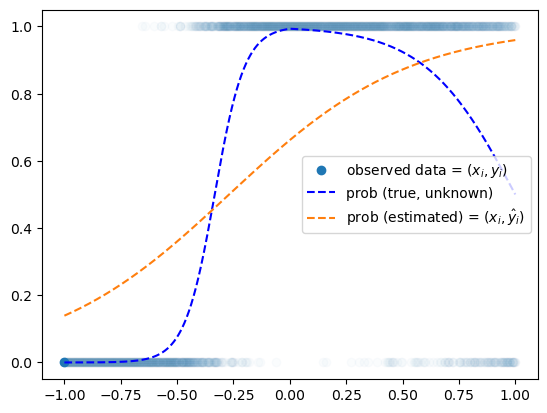 1.0
0.8
0.6
0.4
0.2
0.0
observed data = (xᵢ, yᵢ)
prob (true, unknown)
prob (estimated) = (xᵢ, ŷᵢ)
−1.00 −0.75 −0.50 −0.25 0.00 0.25 0.50 0.75 1.00